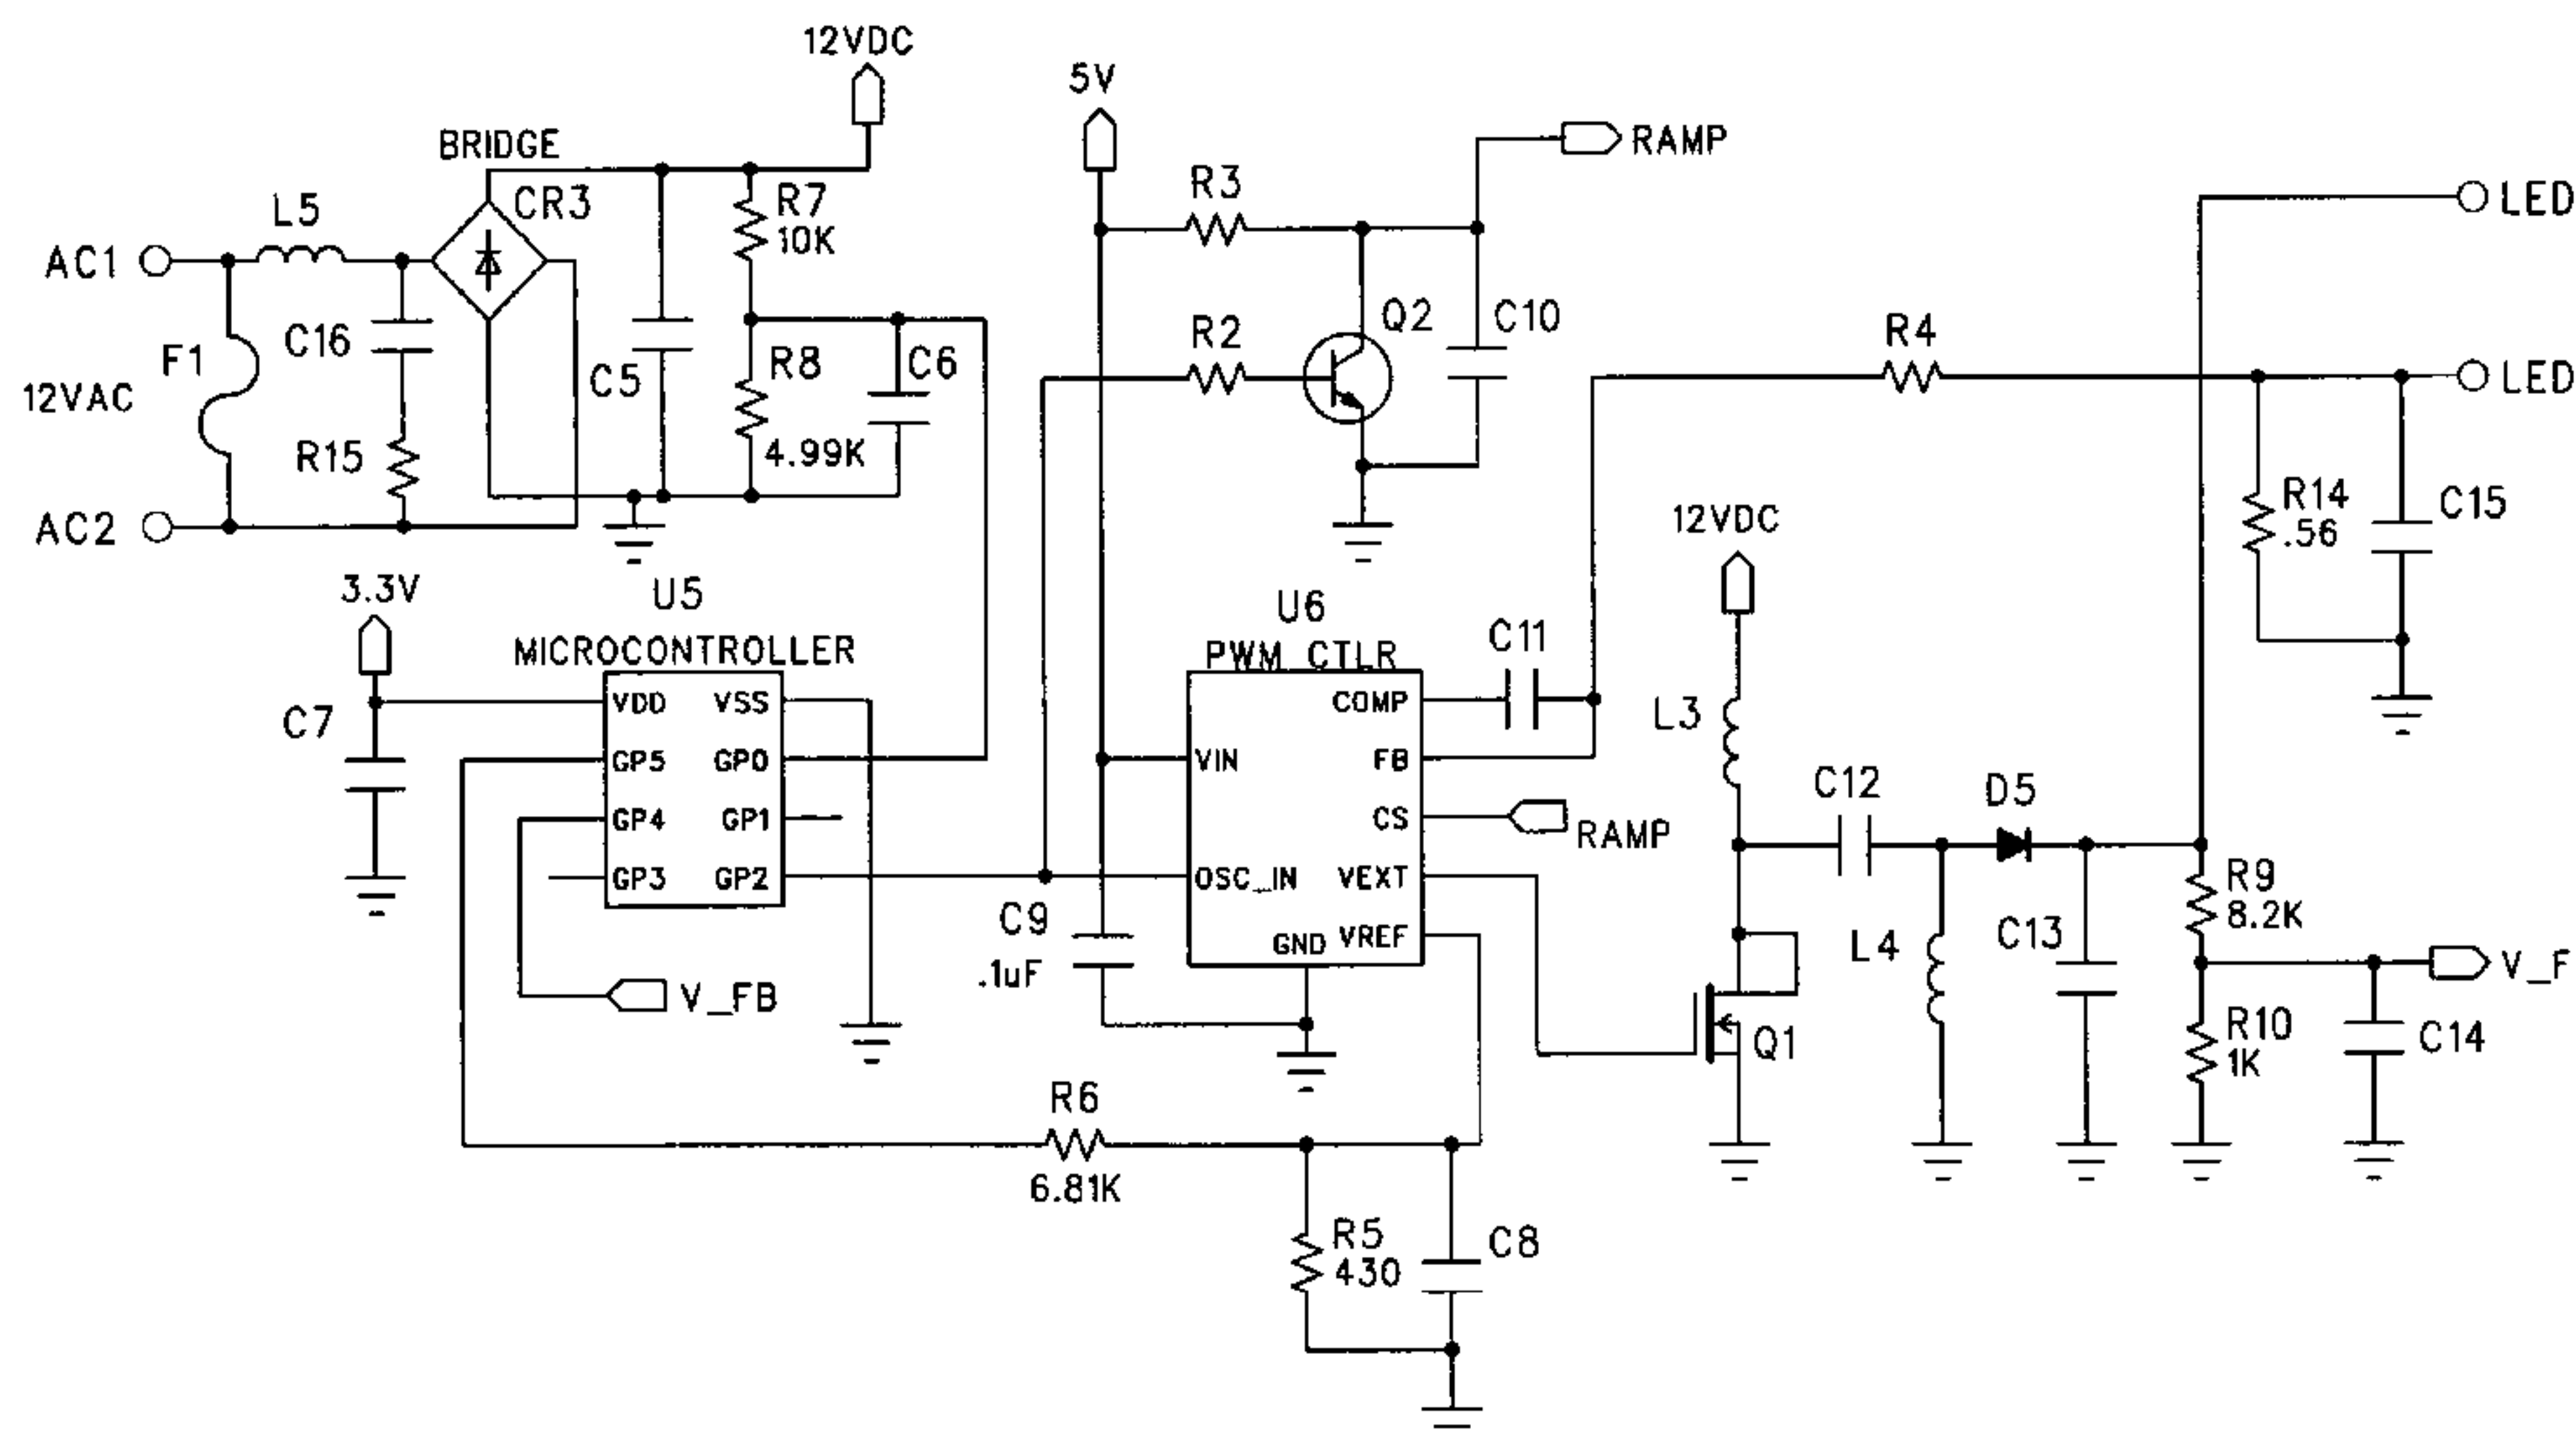 12VDC
5V
BRIDGE
RAMP
CR3
R7
10K
R3
LED
L5
AC1
C16
F1
12VAC
C5
R8
C6
4.99K
R15
R2
Q2
C10
R4
LED
AC2
R14
.56
C15
12VDC
3.3V
U5
MICROCONTROLLER
U6
PWM_CTLR
C11
C7
VDD VSS
GP5 GP0
GP4 GP1
GP3 GP2
COMP
VIN FB
CS
OSC_IN VEXT
GND VREF
RAMP
L3
C12
D5
C9
.1uF
V_FB
L4
C13
R9
8.2K
V_F
Q1
R10
1K
C14
R6
6.81K
R5
430
C8